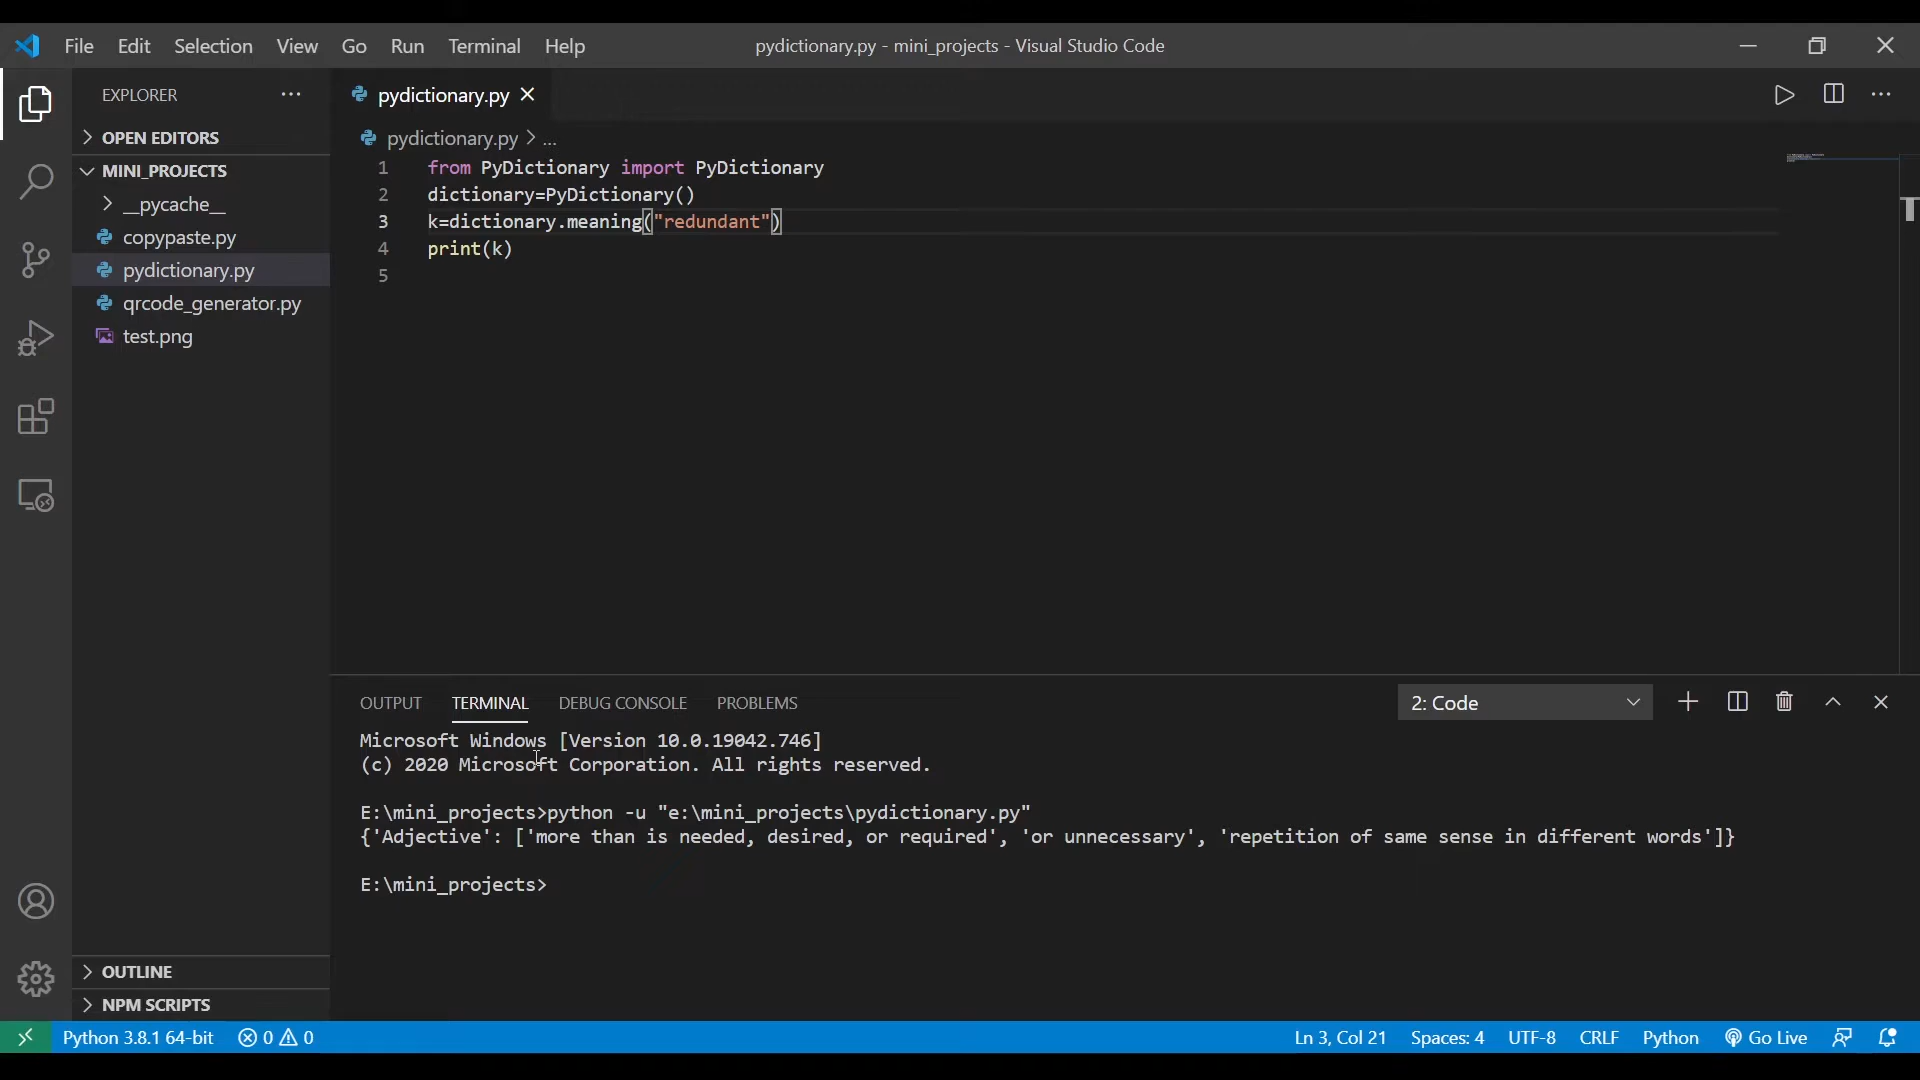 File Edit Selection View Go Run Terminal Help pydictionary.py - mini_projects - Visual Studio Code
EXPLORER
OPEN EDITORS
MINI_PROJECTS
__pycache__
copypaste.py
pydictionary.py
qrcode_generator.py
test.png
OUTLINE
NPM SCRIPTS
pydictionary.py
pydictionary.py > ...
1 from PyDictionary import PyDictionary
2 dictionary=PyDictionary()
3 k=dictionary.meaning("redundant")
4 print(k)
5
OUTPUT TERMINAL DEBUG CONSOLE PROBLEMS 2: Code
Microsoft Windows [Version 10.0.19042.746]
(c) 2020 Microsoft Corporation. All rights reserved.
E:\mini_projects>python -u "e:\mini_projects\pydictionary.py"
{'Adjective': ['more than is needed, desired, or required', 'or unnecessary', 'repetition of same sense in different words']}
E:\mini_projects>
Python 3.8.1 64-bit 0 0 Ln 3, Col 21 Spaces: 4 UTF-8 CRLF Python Go Live